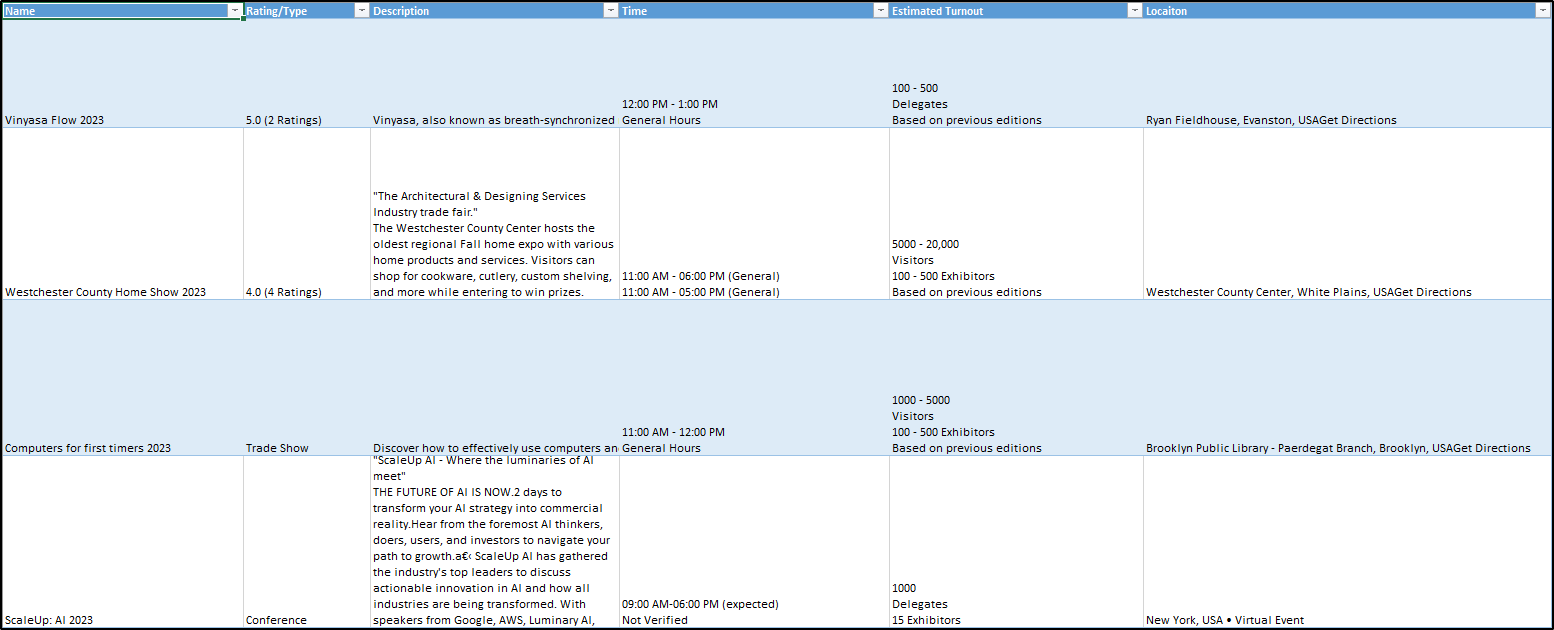 Name Rating/Type Description Time Estimated Turnout Locaiton
100 - 500
12:00 PM - 1:00 PM Delegates
Vinyasa Flow 2023 5.0 (2 Ratings) Vinyasa, also known as breath-synchronized General Hours Based on previous editions Ryan Fieldhouse, Evanston, USAGet Directions
"The Architectural & Designing Services
Industry trade fair."
The Westchester County Center hosts the
oldest regional Fall home expo with various
home products and services. Visitors can 5000 - 20,000
shop for cookware, cutlery, custom shelving, Visitors
and more while entering to win prizes. 11:00 AM - 06:00 PM (General) 100 - 500 Exhibitors
Westchester County Home Show 2023 4.0 (4 Ratings) 11:00 AM - 05:00 PM (General) Based on previous editions Westchester County Center, White Plains, USAGet Directions
1000 - 5000
Visitors
11:00 AM - 12:00 PM 100 - 500 Exhibitors
Computers for first timers 2023 Trade Show Discover how to effectively use computers an General Hours Based on previous editions Brooklyn Public Library - Paerdegat Branch, Brooklyn, USAGet Directions
"ScaleUp AI - Where the luminaries of AI
meet"
THE FUTURE OF AI IS NOW.2 days to
transform your AI strategy into commercial
reality.Hear from the foremost AI thinkers,
doers, users, and investors to navigate your
path to growth.a€‹ ScaleUp AI has gathered
the industry's top leaders to discuss
actionable innovation in AI and how all 1000
industries are being transformed. With 09:00 AM-06:00 PM (expected) Delegates
ScaleUp: AI 2023 Conference speakers from Google, AWS, Luminary AI, Not Verified 15 Exhibitors New York, USA • Virtual Event